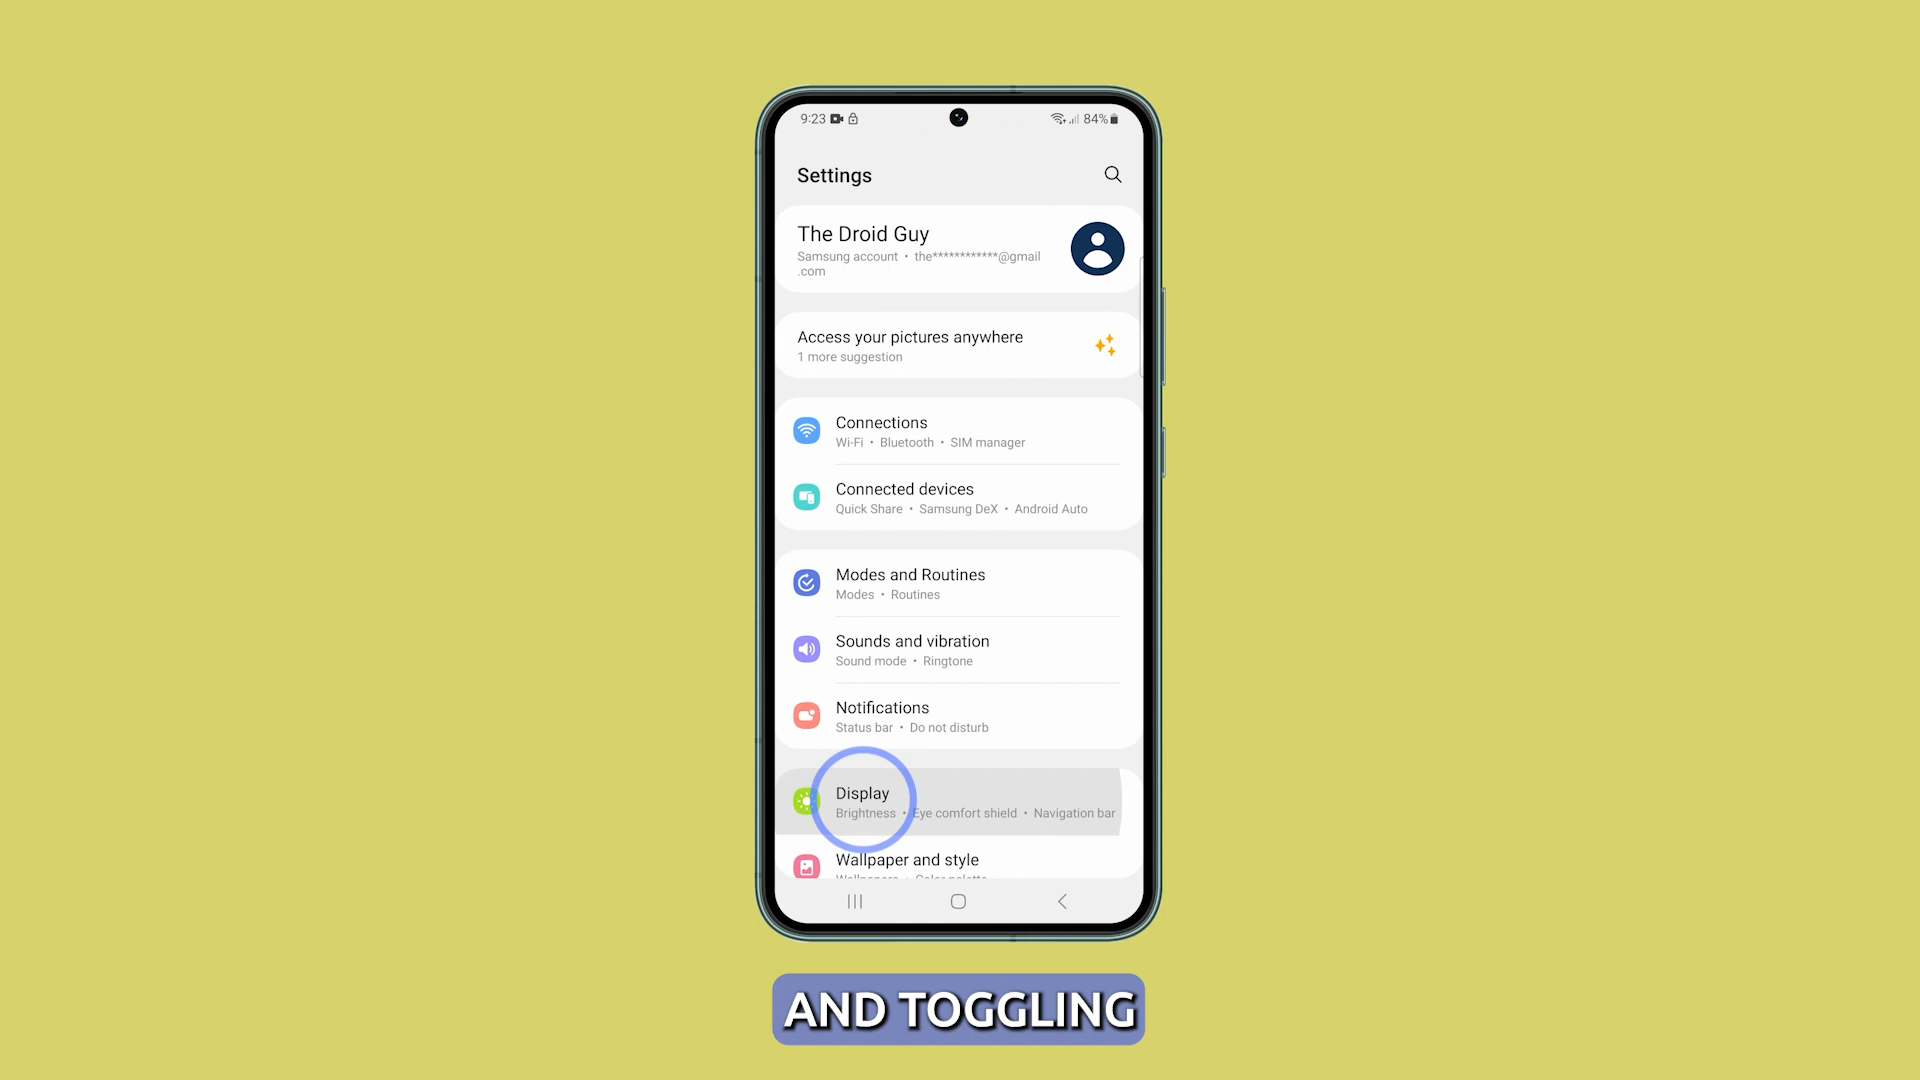 9:23 84%
Settings
The Droid Guy
Samsung account • the************@gmail
.com
Access your pictures anywhere
1 more suggestion
Connections
Wi-Fi • Bluetooth • SIM manager
Connected devices
Quick Share • Samsung DeX • Android Auto
Modes and Routines
Modes • Routines
Sounds and vibration
Sound mode • Ringtone
Notifications
Status bar • Do not disturb
Display
Brightness • Eye comfort shield • Navigation bar
Wallpaper and style
Wallpapers • Color palette
AND TOGGLING